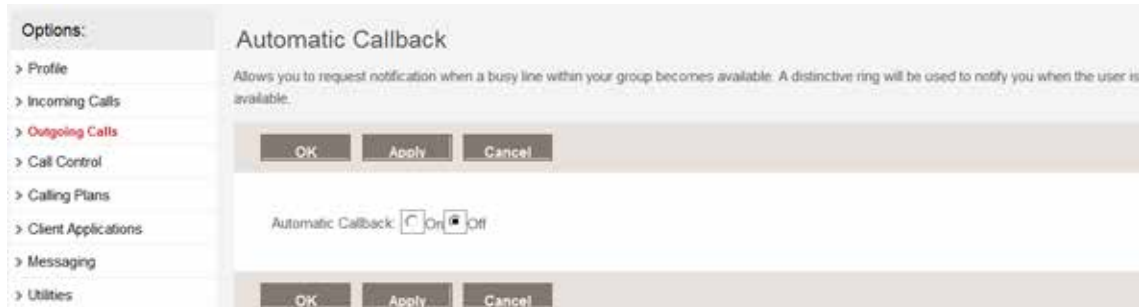 Options:
> Profile
> Incoming Calls
> Outgoing Calls
> Call Control
> Calling Plans
> Client Applications
> Messaging
> Utilities
Automatic Callback
Allows you to request notification when a busy line within your group becomes available. A distinctive ring will be used to notify you when the user is
available.
OK Apply Cancel
Automatic Callback: On Off
OK Apply Cancel